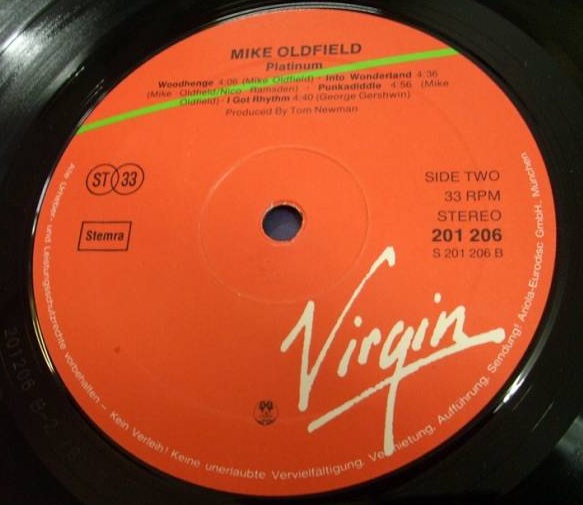 MIKE OLDFIELD
Platinum
Woodhenge 4:06 (Mike Oldfield) · Into Wonderland 4:36
(Mike Oldfield/Nico Ramsden) · Punkadiddle 4:56 (Mike
Oldfield) · I Got Rhythm 4:40 (George Gershwin)
Produced By Tom Newman
ST 33
Stemra
SIDE TWO
33 RPM
STEREO
201 206
S 201 206 B
Virgin
Alle Urheber- und Leistungsschutzrechte vorbehalten – Kein Verleih! Keine unerlaubte Vervielfältigung, Vermietung, Aufführung, Sendung! Ariola-Eurodisc GmbH, München
201206 B-2